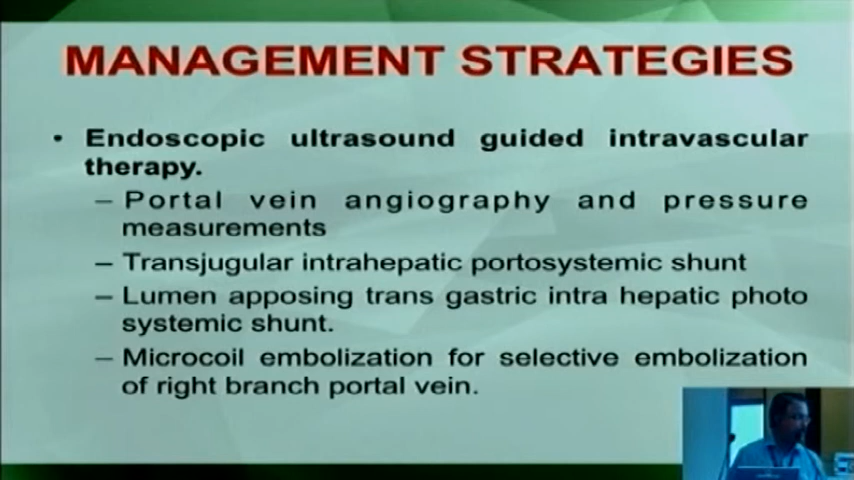 MANAGEMENT STRATEGIES
• Endoscopic ultrasound guided intravascular
therapy.
– Portal vein angiography and pressure
measurements
– Transjugular intrahepatic portosystemic shunt
– Lumen apposing trans gastric intra hepatic photo
systemic shunt.
– Microcoil embolization for selective embolization
of right branch portal vein.